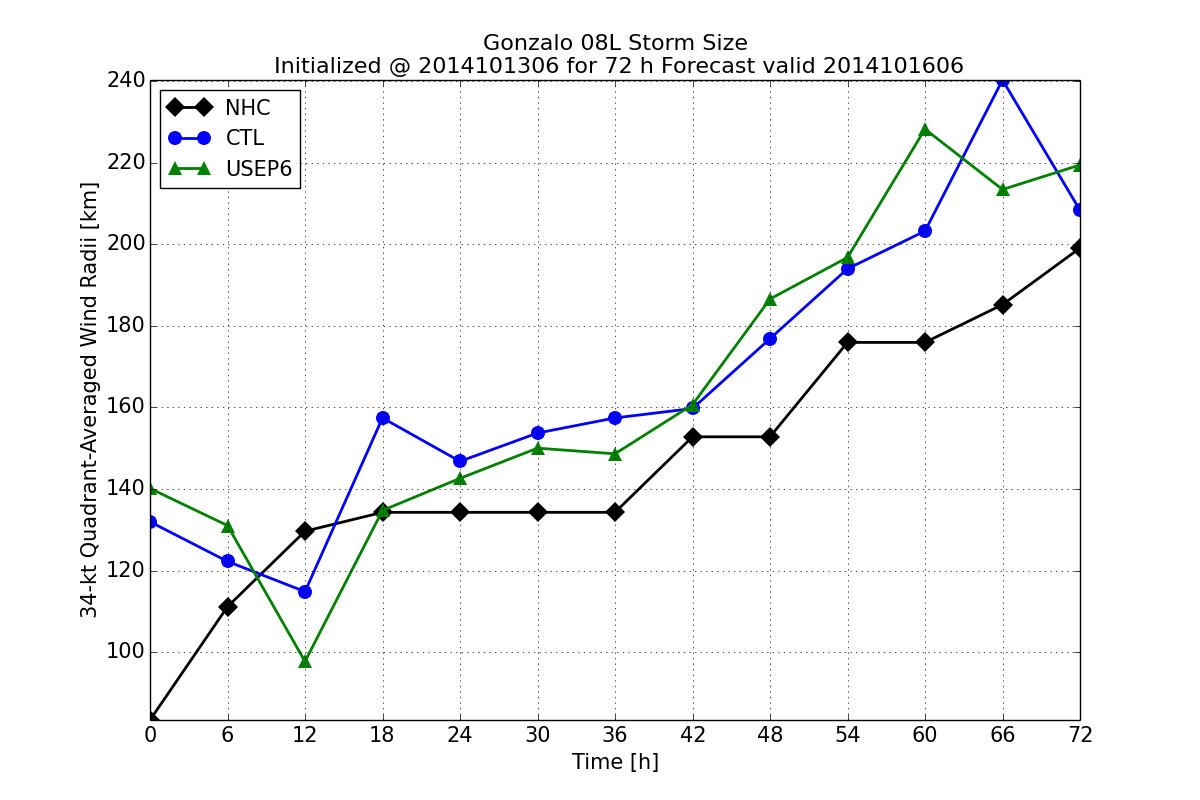 Gonzalo 08L Storm Size
Initialized @ 2014101306 for 72 h Forecast valid 2014101606
NHC
CTL
USEP6
34-kt Quadrant-Averaged Wind Radii [km]
240
220
200
180
160
140
120
100
0 6 12 18 24 30 36 42 48 54 60 66 72
Time [h]